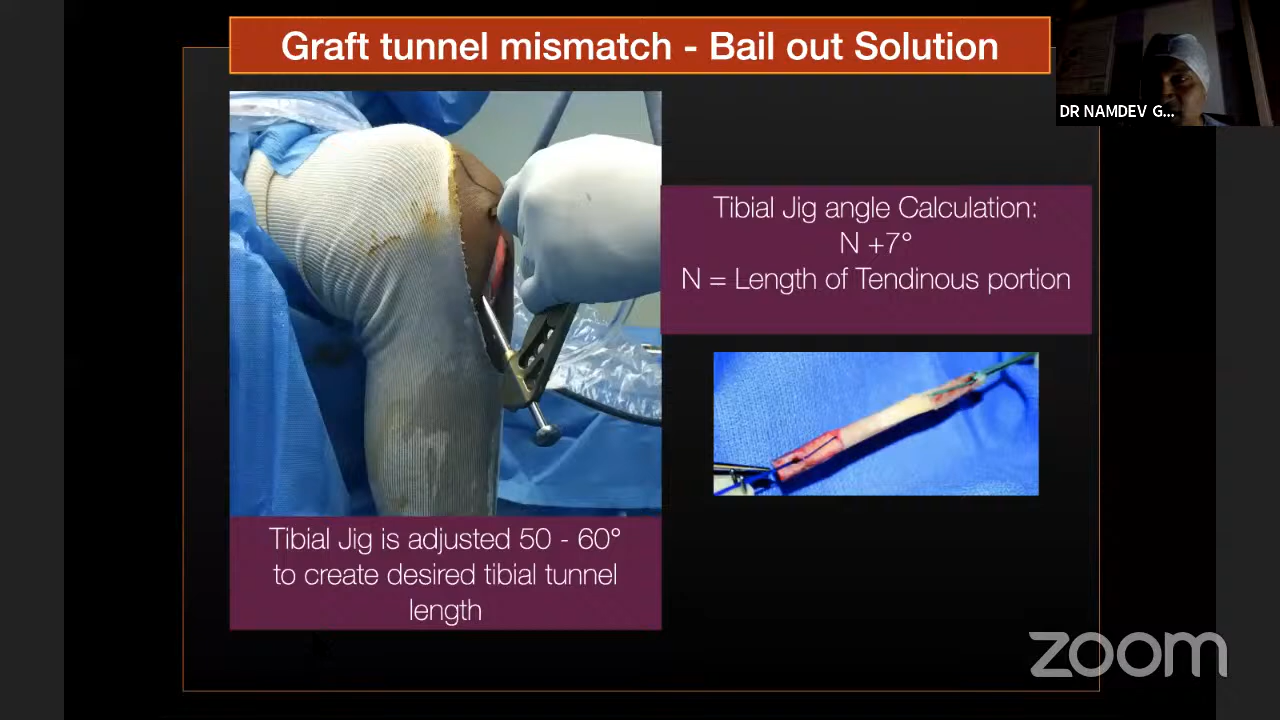 Graft tunnel mismatch - Bail out Solution
DR NAMDEV G...
Tibial Jig angle Calculation:
N +7°
N = Length of Tendinous portion
Tibial Jig is adjusted 50 - 60°
to create desired tibial tunnel
length
zoom